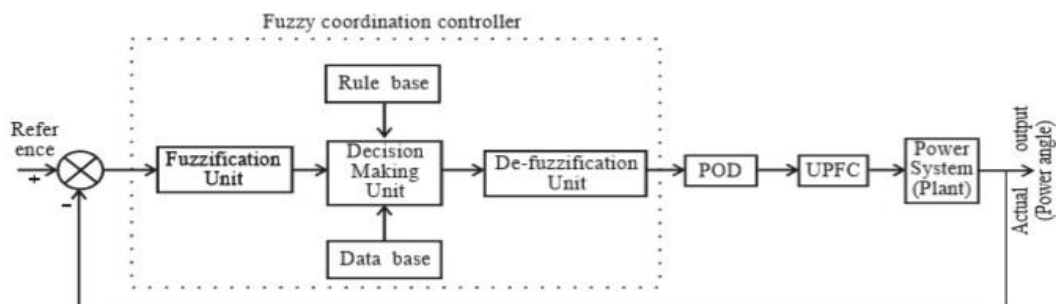 Fuzzy coordination controller
Rule base
Refer
ence
+
-
Fuzzification
Unit
Decision
Making
Unit
De-fuzzification
Unit
POD
UPFC
Power
System
(Plant)
Actual output
(Power angle)
Data base